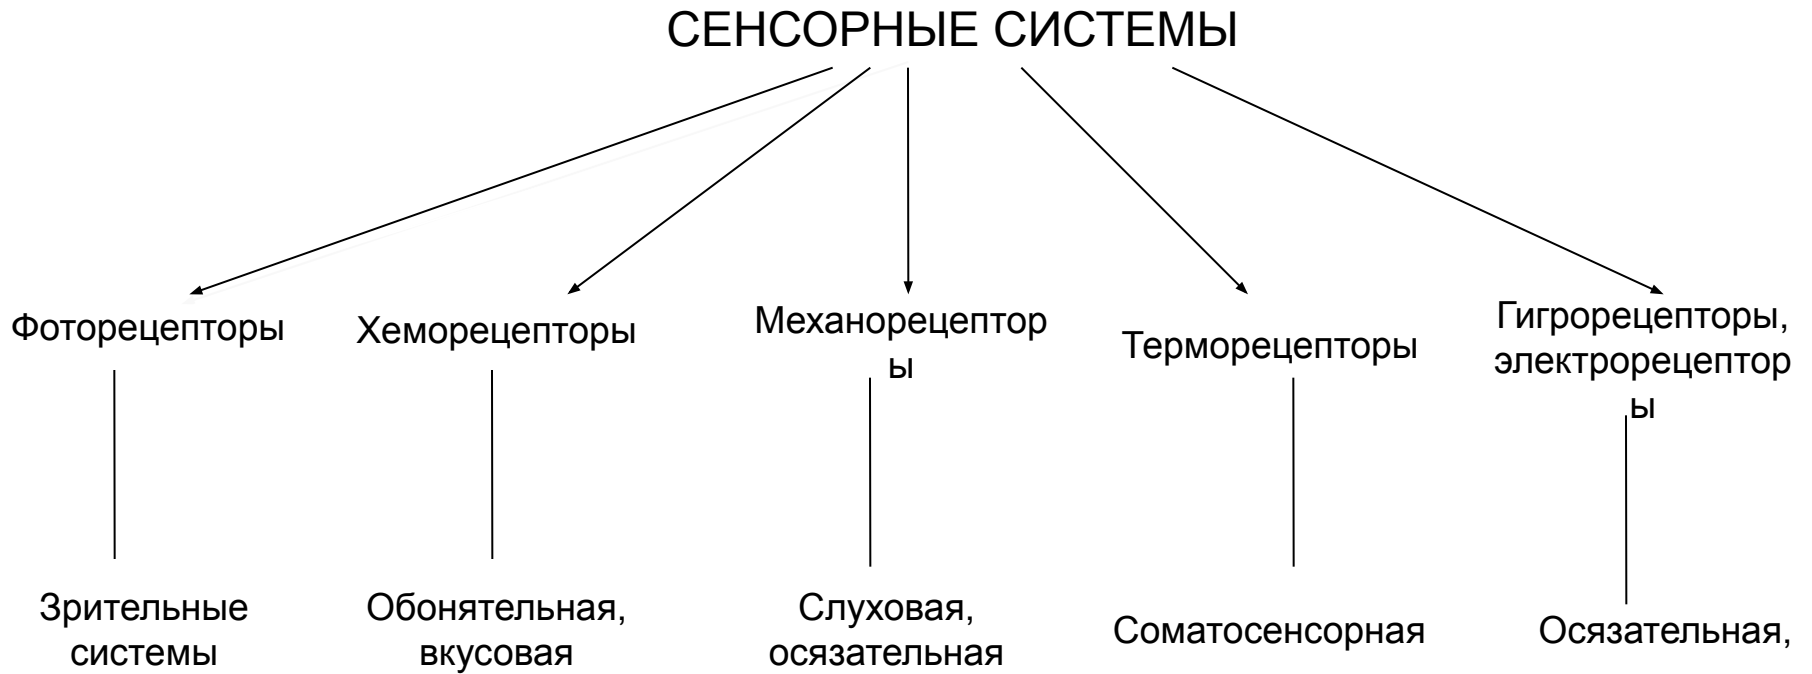 СЕНСОРНЫЕ СИСТЕМЫ
Фоторецепторы
Хеморецепторы
Механорецептор
ы
Терморецепторы
Гигрорецепторы,
электрорецептор
ы
Зрительные
системы
Обонятельная,
вкусовая
Слуховая,
осязательная
Соматосенсорная
Осязательная,